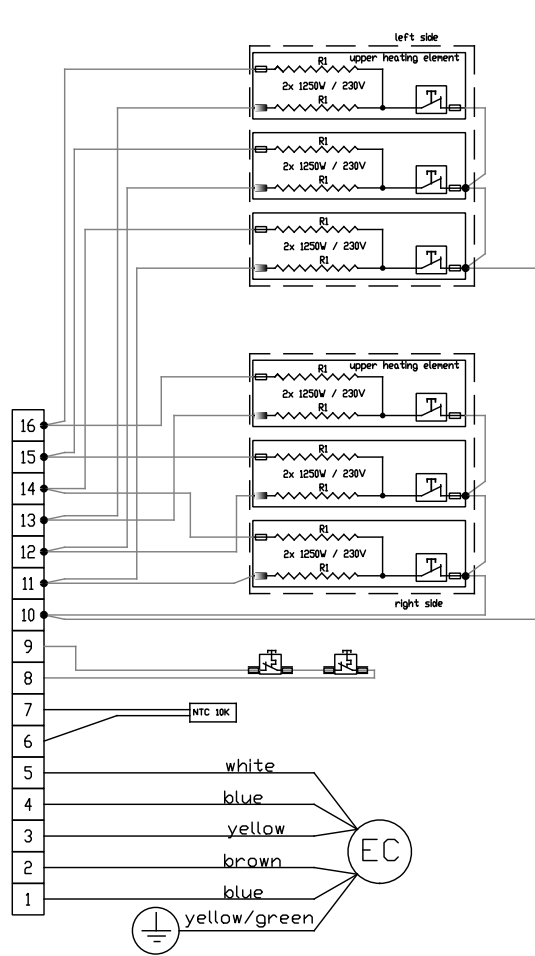 left side
R1 upper heating element
2x 1250W / 230V
R1
R1
2x 1250W / 230V
R1
R1
2x 1250W / 230V
R1
R1 upper heating element
2x 1250W / 230V
R1
R1
2x 1250W / 230V
R1
R1
2x 1250W / 230V
R1
right side
16
15
14
13
12
11
10
9
8
7 NTC 10K
6
5 white
4 blue
3 yellow
EC
2 brown
1 blue
yellow/green